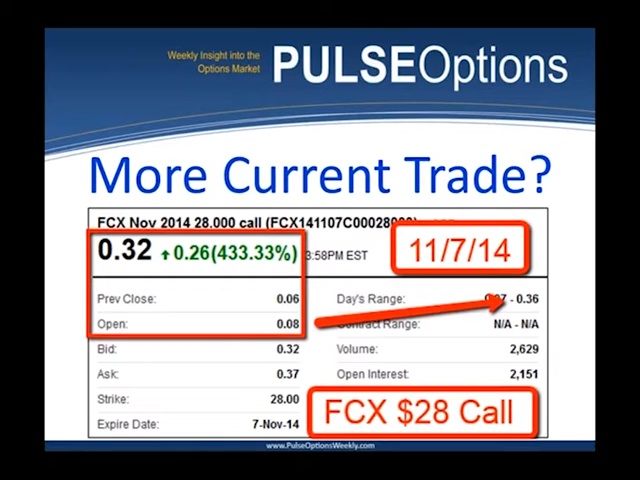 Weekly Insight into the
Options Market
PULSEOptions
More Current Trade?
FCX Nov 2014 28.000 call
0.32 0.26(433.33%) 3:58PM EST
11/7/14
Prev Close: 0.06
Day's Range: - 0.36
Open: 0.08
Contract Range: N/A - N/A
Bid: 0.32
Volume: 2,629
Ask: 0.37
Open Interest: 2,151
Strike: 28.00
FCX $28 Call
Expire Date: 7-Nov-14
www.PulseOptionsWeekly.com